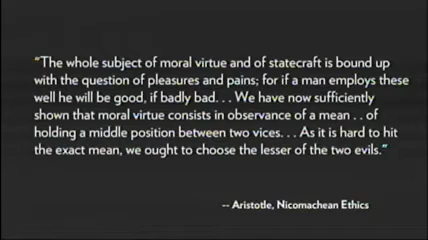 "The whole subject of moral virtue and of statecraft is bound up
with the question of pleasures and pains; for if a man employs these
well he will be good, if badly bad. . . We have now sufficiently
shown that moral virtue consists in observance of a mean . . of
holding a middle position between two vices. . . As it is hard to hit
the exact mean, we ought to choose the lesser of the two evils."
-- Aristotle, Nicomachean Ethics